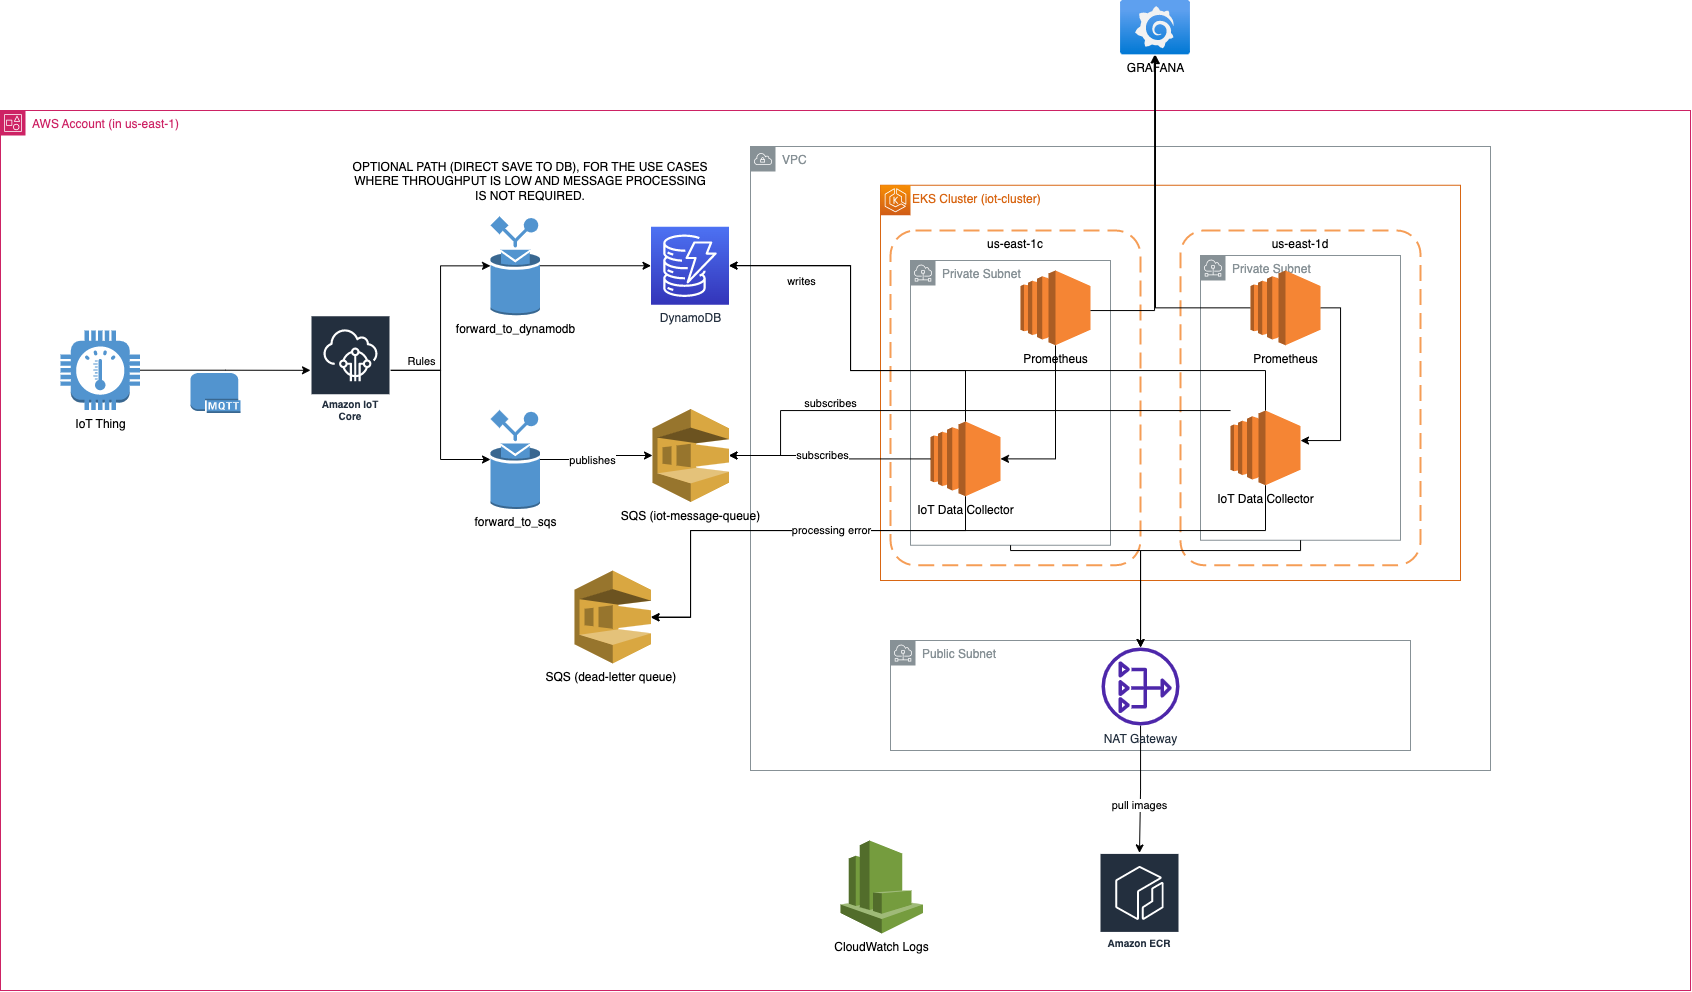 GRAFANA
AWS Account (in us-east-1)
OPTIONAL PATH (DIRECT SAVE TO DB), FOR THE USE CASES
WHERE THROUGHPUT IS LOW AND MESSAGE PROCESSING
IS NOT REQUIRED.
VPC
EKS Cluster (iot-cluster)
us-east-1c
us-east-1d
Private Subnet
Private Subnet
writes
forward_to_dynamodb
DynamoDB
Prometheus
Prometheus
Rules
MQTT
Amazon IoT
Core
IoT Thing
subscribes
subscribes
publishes
IoT Data Collector
IoT Data Collector
forward_to_sqs
SQS (iot-message-queue)
processing error
SQS (dead-letter queue)
Public Subnet
NAT Gateway
pull images
CloudWatch Logs
Amazon ECR